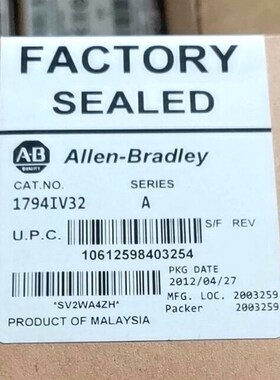 FACTORY
SEALED
A-B
QUALITY
Allen-Bradley
CAT.NO. SERIES
1794IV32 A
S/F REV
U.P.C.
10612598403254
PKG DATE
2012/04/27
MFG. LOC. 2003259
*SV2WA4ZH* Packer 2003259
PRODUCT OF MALAYSIA